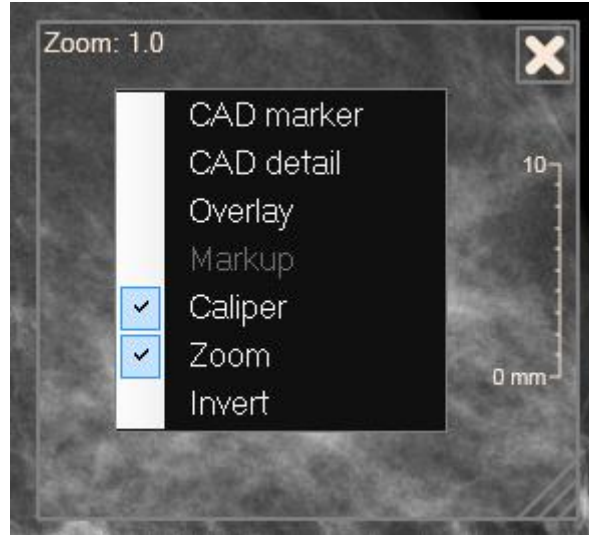 Zoom: 1.0
CAD marker
CAD detail
Overlay
Markup
Caliper
Zoom
Invert
10
0 mm